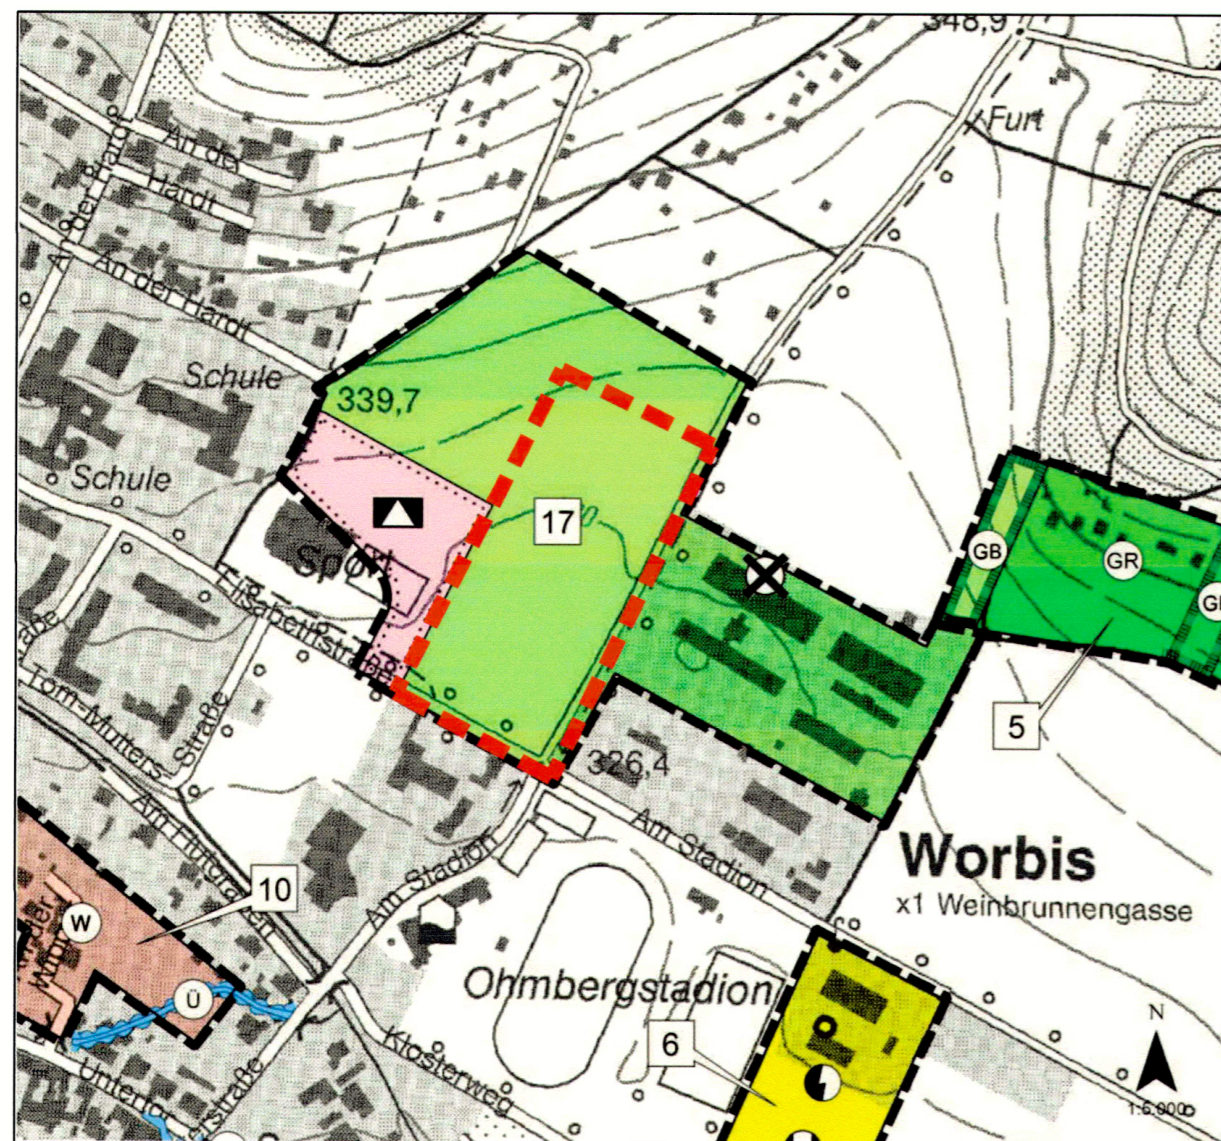 348,9
Furt
An der
Hardt
An der Hardt
An der Hardt
Schule
339,7
Schule
17
Sport
GB
GR
Elisabethstraße
5
Tom-Mutters-
Straße
326,4
Am Stadion
Am Stadion
Worbis
x1 Weinbrunnengasse
10
W
Ü
Ohmbergstadion
6
Klosterweg
N
1:5.000